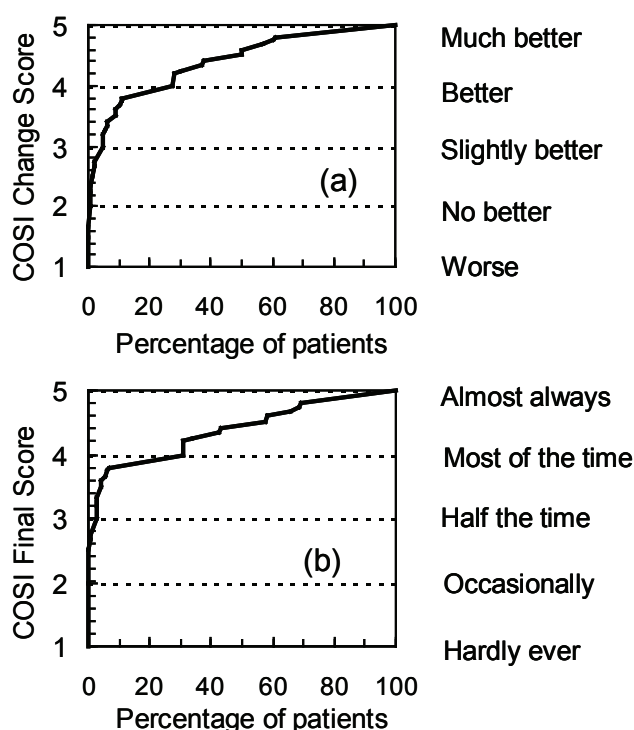 COSI Change Score
5
4
3
2
1
(a)
0 20 40 60 80 100
Percentage of patients
Much better
Better
Slightly better
No better
Worse
COSI Final Score
5
4
3
2
1
(b)
0 20 40 60 80 100
Percentage of patients
Almost always
Most of the time
Half the time
Occasionally
Hardly ever